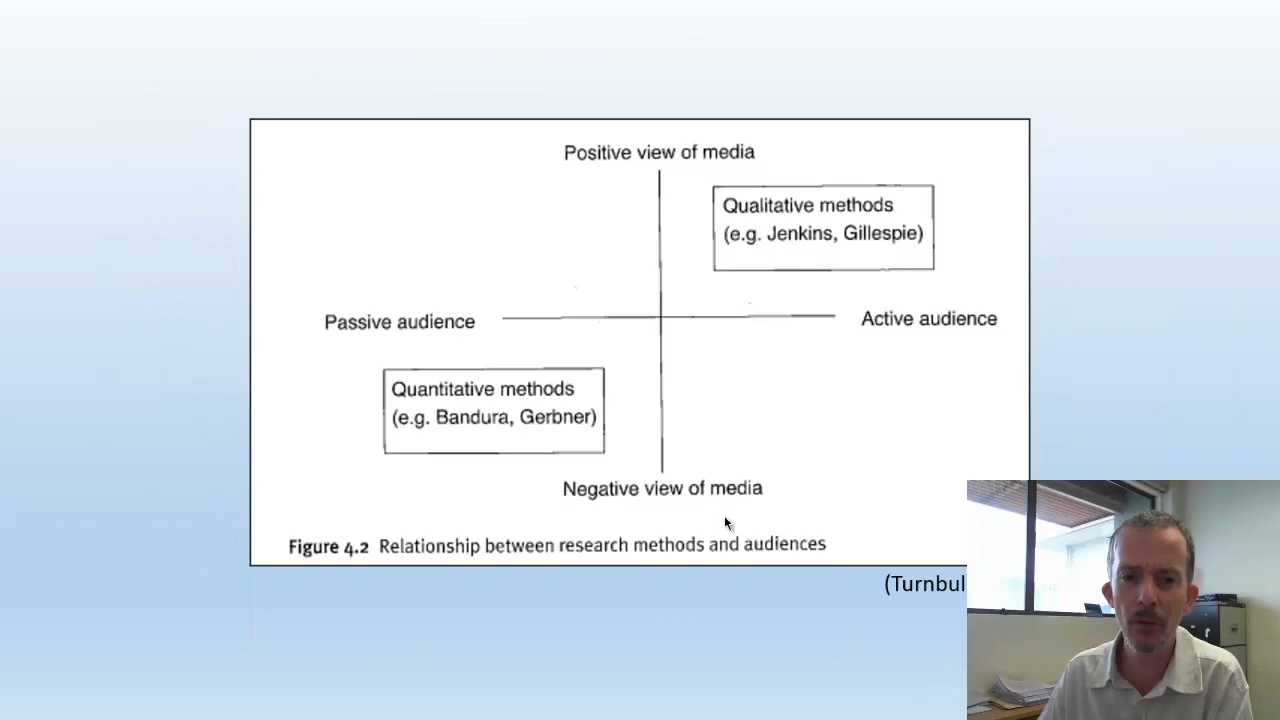 Positive view of media
Qualitative methods
(e.g. Jenkins, Gillespie)
Passive audience
Active audience
Quantitative methods
(e.g. Bandura, Gerbner)
Negative view of media
Figure 4.2 Relationship between research methods and audiences